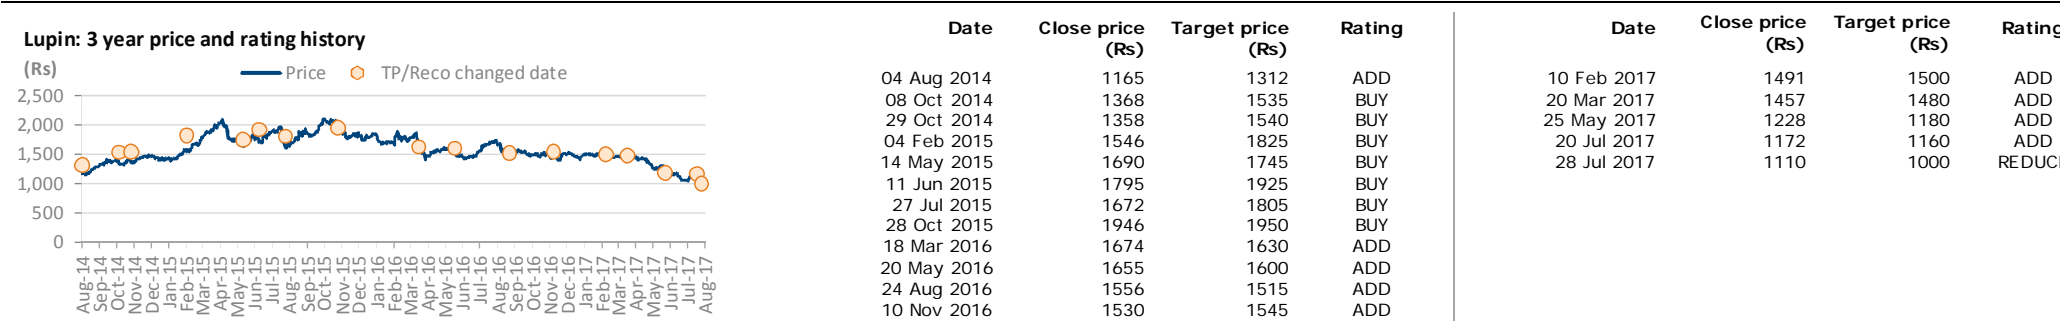 Lupin: 3 year price and rating history
(Rs)
Price TP/Reco changed date
2,500
2,000
1,500
1,000
500
0
Aug-14 Sep-14 Oct-14 Nov-14 Dec-14 Jan-15 Feb-15 Mar-15 Apr-15 May-15 Jun-15 Jul-15 Aug-15 Sep-15 Oct-15 Nov-15 Dec-15 Jan-16 Feb-16 Mar-16 Apr-16 May-16 Jun-16 Jul-16 Aug-16 Sep-16 Oct-16 Nov-16 Dec-16 Jan-17 Feb-17 Mar-17 Apr-17 May-17 Jun-17 Jul-17 Aug-17
Date Close price Target price Rating
(Rs) (Rs)
04 Aug 2014 1165 1312 ADD
08 Oct 2014 1368 1535 BUY
29 Oct 2014 1358 1540 BUY
04 Feb 2015 1546 1825 BUY
14 May 2015 1690 1745 BUY
11 Jun 2015 1795 1925 BUY
27 Jul 2015 1672 1805 BUY
28 Oct 2015 1946 1950 BUY
18 Mar 2016 1674 1630 ADD
20 May 2016 1655 1600 ADD
24 Aug 2016 1556 1515 ADD
10 Nov 2016 1530 1545 ADD
Date Close price Target price Rating
(Rs) (Rs)
10 Feb 2017 1491 1500 ADD
20 Mar 2017 1457 1480 ADD
25 May 2017 1228 1180 ADD
20 Jul 2017 1172 1160 ADD
28 Jul 2017 1110 1000 REDUC